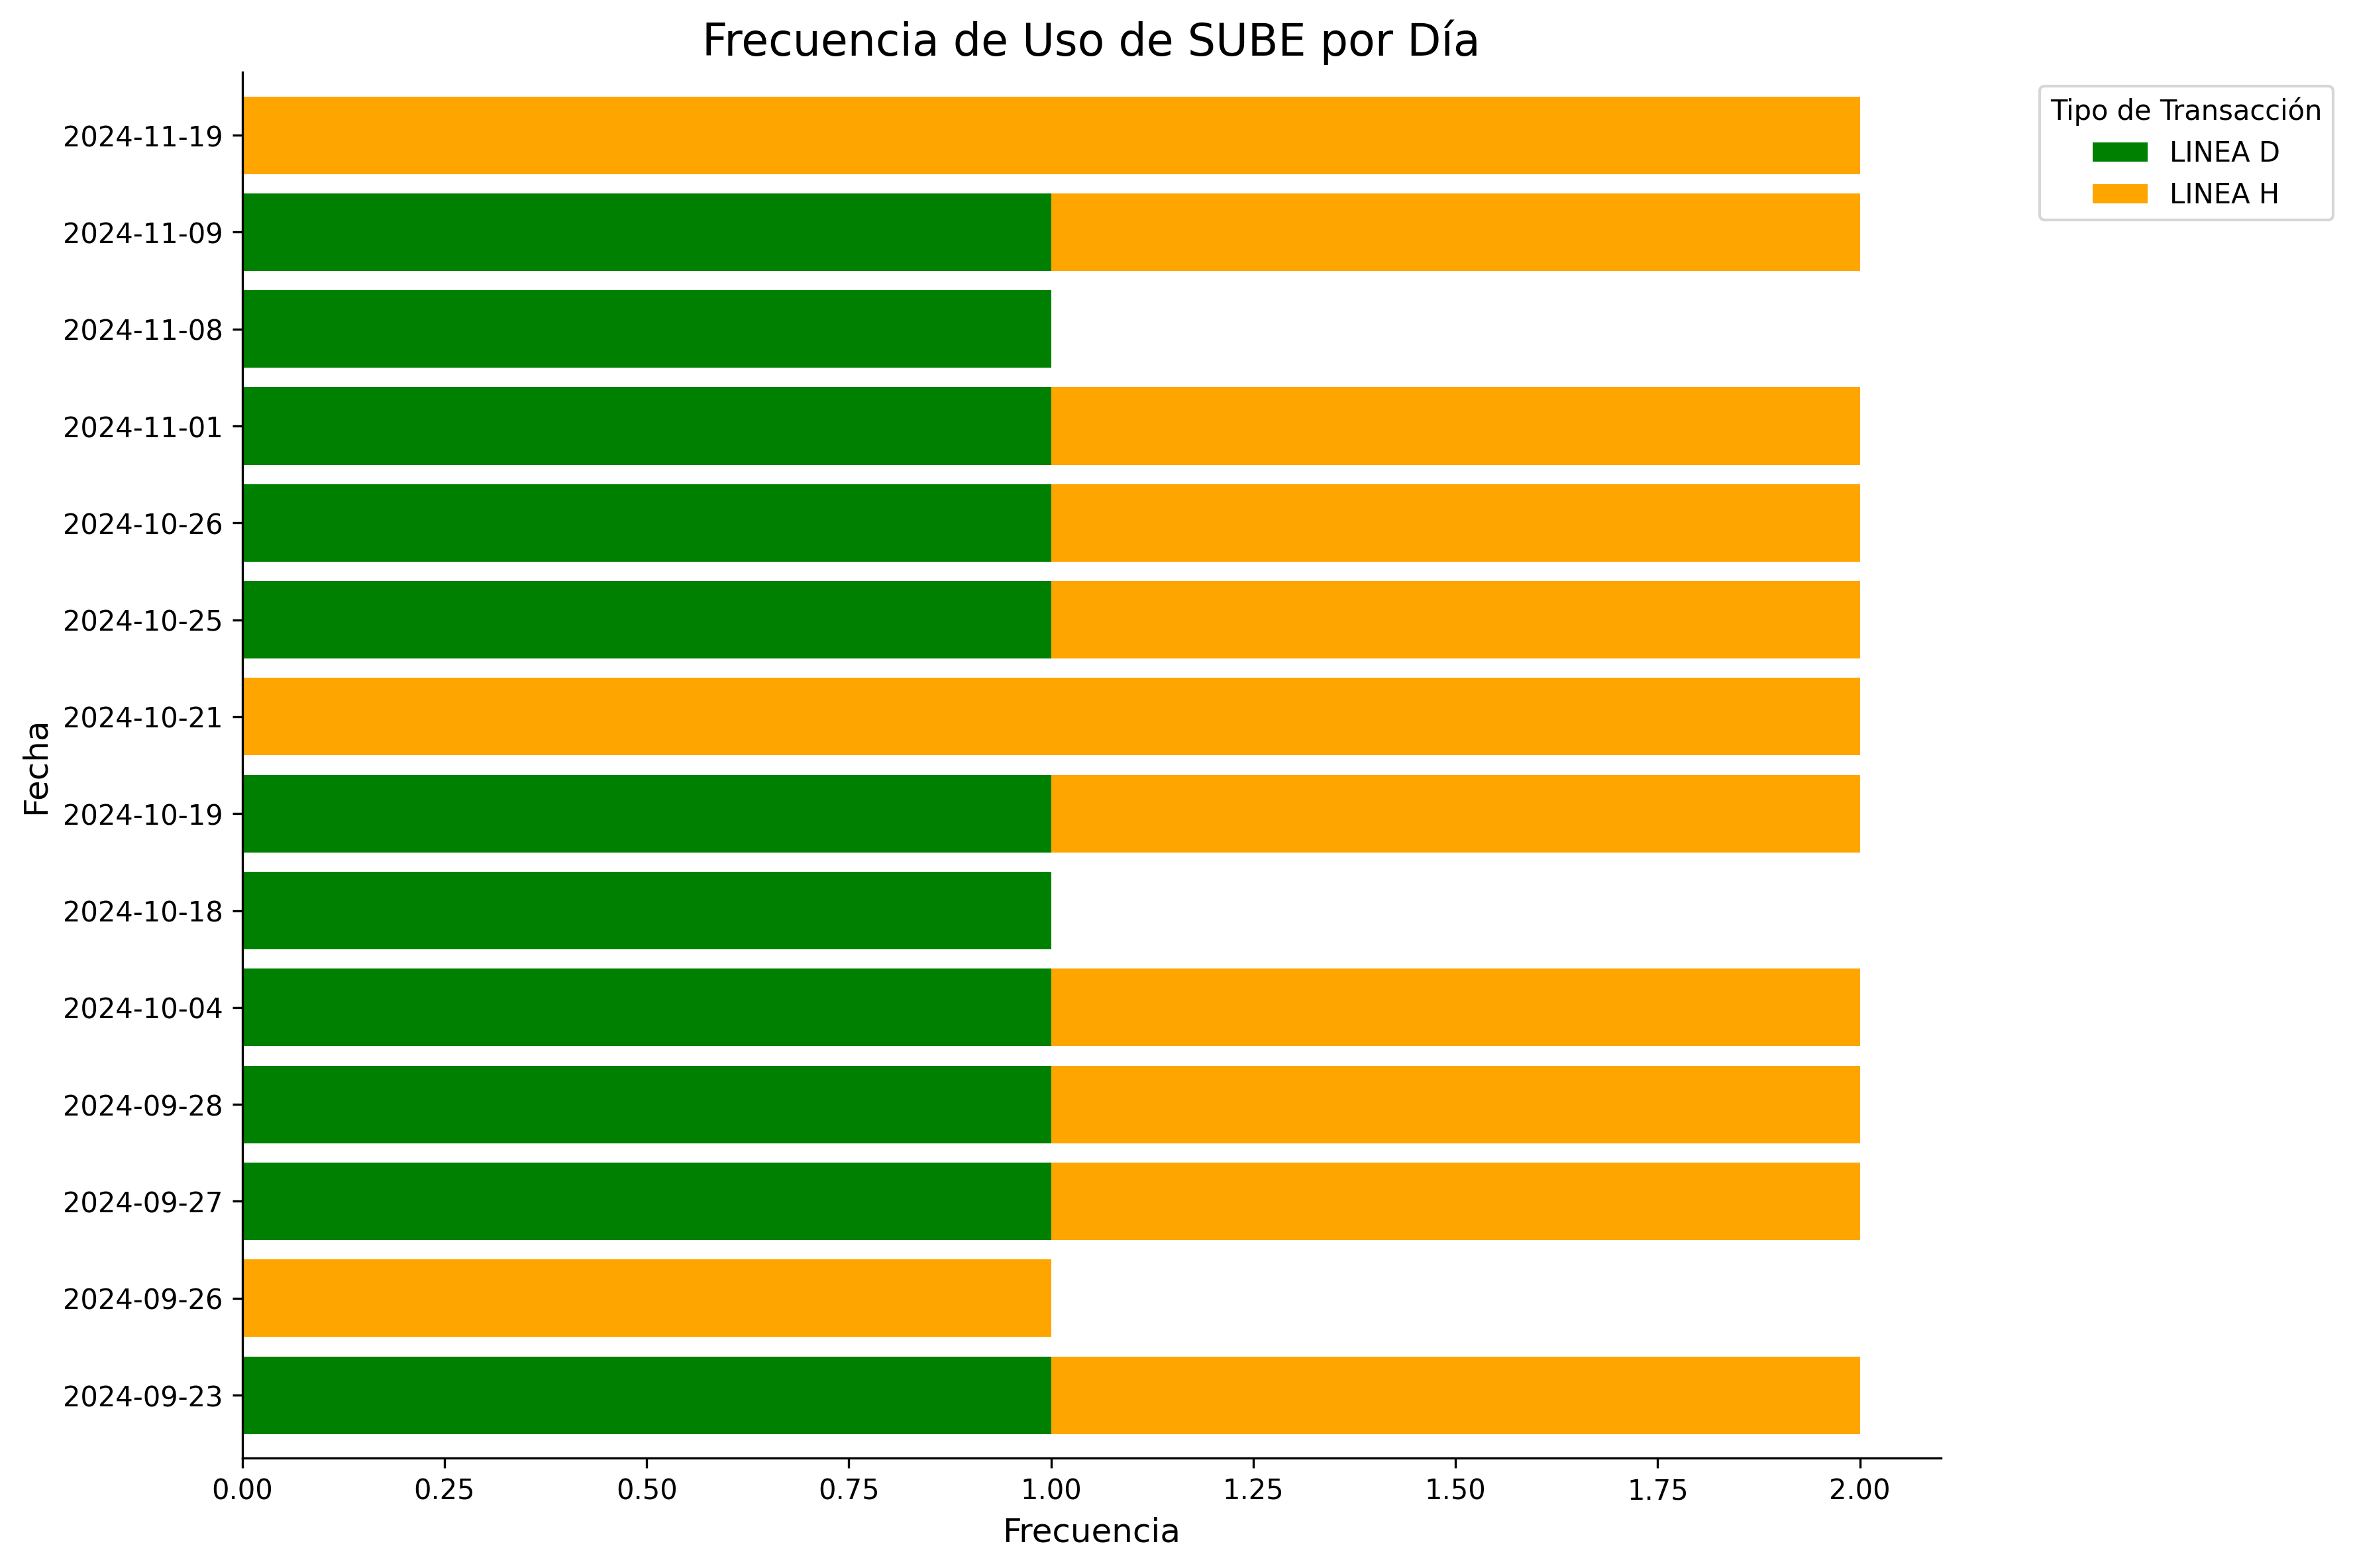 Frecuencia de Uso de SUBE por Día
Tipo de Transacción
LINEA D
LINEA H
Fecha
2024-11-19
2024-11-09
2024-11-08
2024-11-01
2024-10-26
2024-10-25
2024-10-21
2024-10-19
2024-10-18
2024-10-04
2024-09-28
2024-09-27
2024-09-26
2024-09-23
0.00 0.25 0.50 0.75 1.00 1.25 1.50 1.75 2.00
Frecuencia